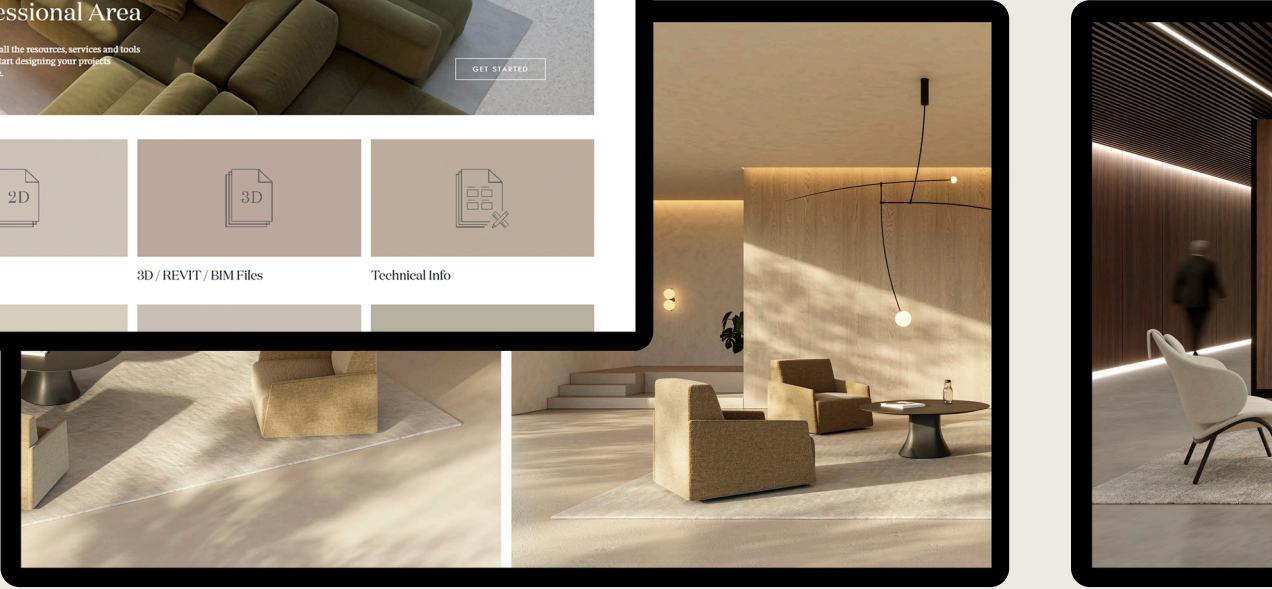 essional Area
all the resources, services and tools
tart designing your projects
GET STARTED
2D
3D
3D / REVIT / BIM Files
Technical Info